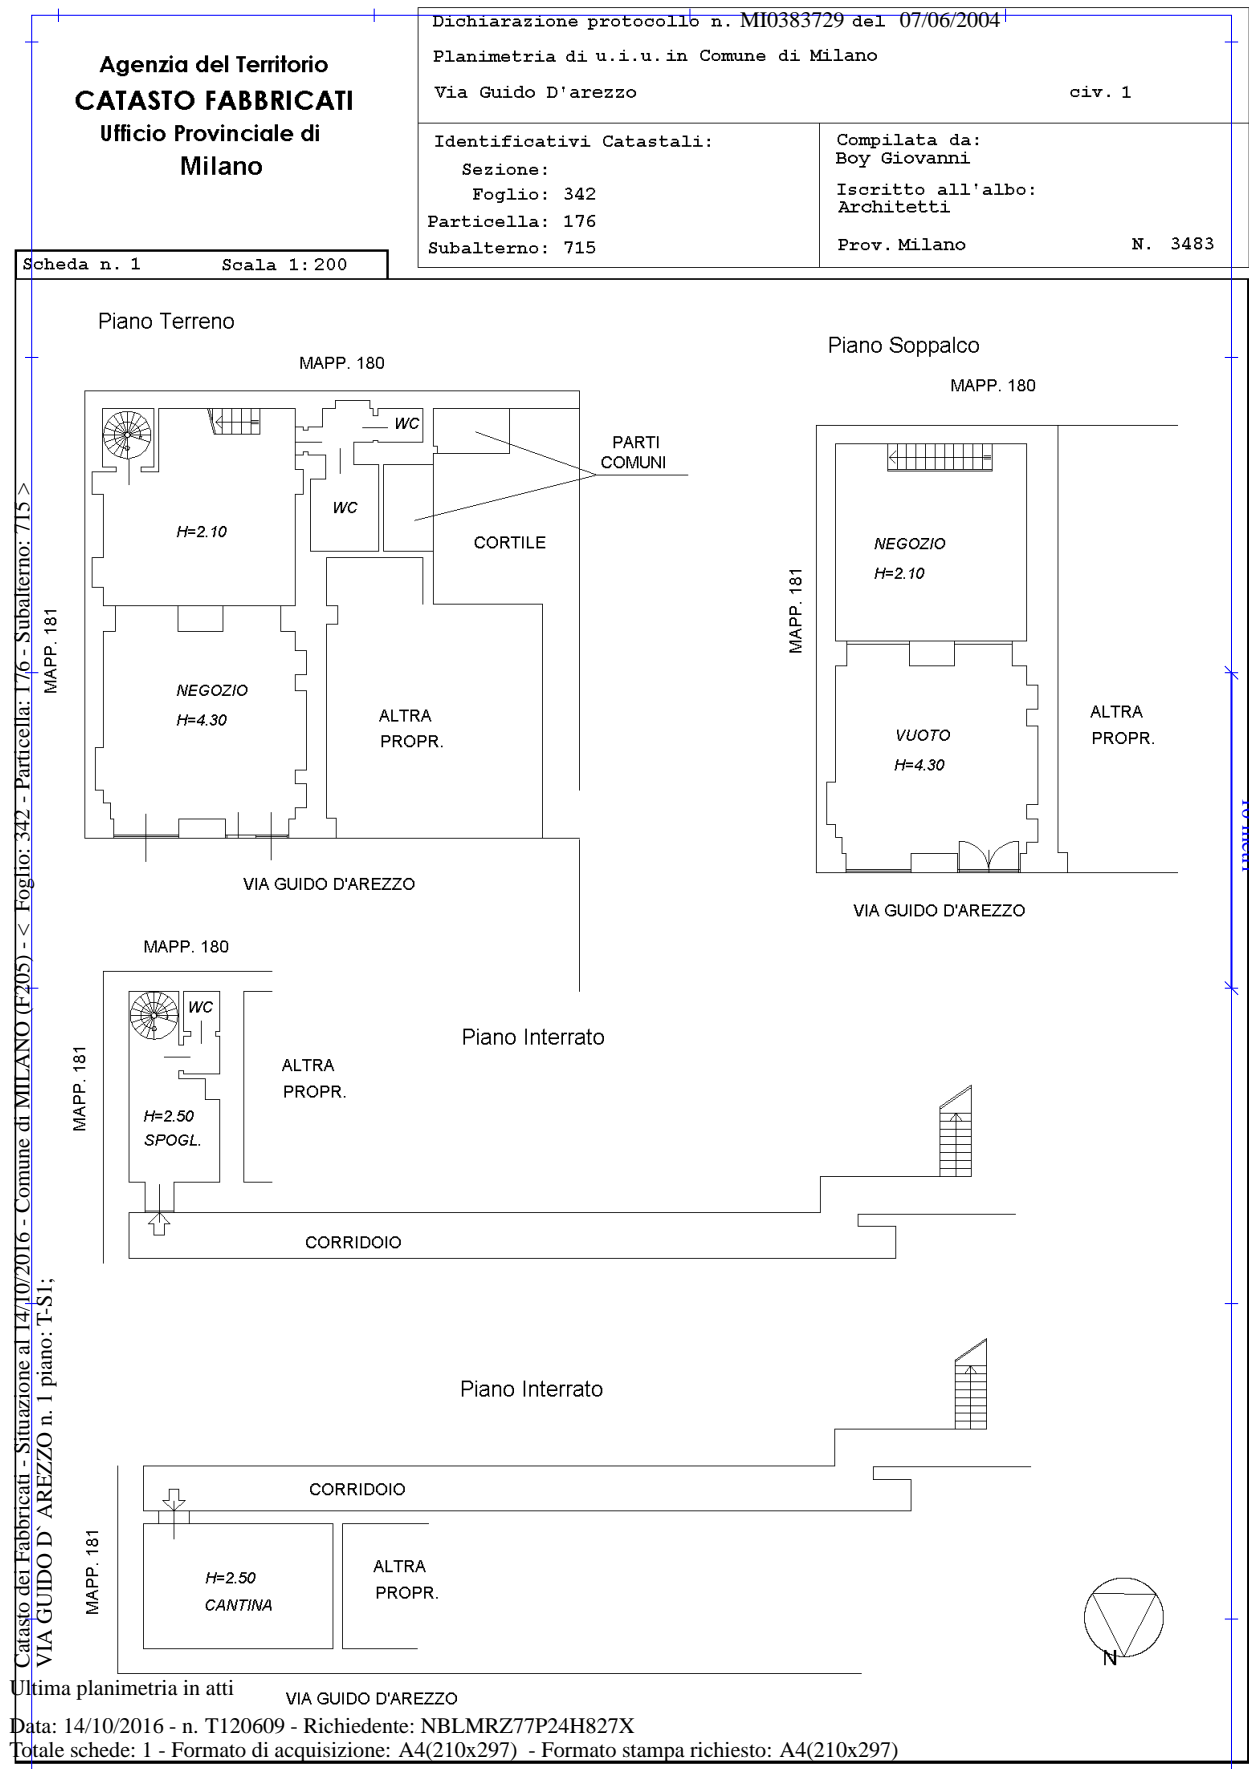 Dichiarazione protocollo n. MI0383729 del 07/06/2004
Planimetria di u.i.u. in Comune di Milano
Via Guido D'arezzo civ. 1
Agenzia del Territorio
CATASTO FABBRICATI
Ufficio Provinciale di
Milano
Identificativi Catastali:
Sezione:
Foglio: 342
Particella: 176
Subalterno: 715
Compilata da:
Boy Giovanni
Iscritto all'albo:
Architetti
Prov. Milano N. 3483
Scheda n. 1 Scala 1:200
Piano Terreno
MAPP. 180
WC
PARTI
COMUNI
WC
H=2.10
CORTILE
MAPP. 181
NEGOZIO
H=4.30
ALTRA
PROPR.
VIA GUIDO D'AREZZO
Piano Soppalco
MAPP. 180
NEGOZIO
H=2.10
MAPP. 181
VUOTO
H=4.30
ALTRA
PROPR.
VIA GUIDO D'AREZZO
10 metri
MAPP. 180
WC
Piano Interrato
MAPP. 181
ALTRA
PROPR.
H=2.50
SPOGL.
CORRIDOIO
Piano Interrato
CORRIDOIO
MAPP. 181
H=2.50
CANTINA
ALTRA
PROPR.
N
VIA GUIDO D'AREZZO
Catasto dei Fabbricati - Situazione al 14/10/2016 - Comune di MILANO (F205) - < Foglio: 342 - Particella: 176 - Subalterno: 715 >
VIA GUIDO D` AREZZO n. 1 piano: T-S1;
Ultima planimetria in atti
Data: 14/10/2016 - n. T120609 - Richiedente: NBLMRZ77P24H827X
Totale schede: 1 - Formato di acquisizione: A4(210x297) - Formato stampa richiesto: A4(210x297)